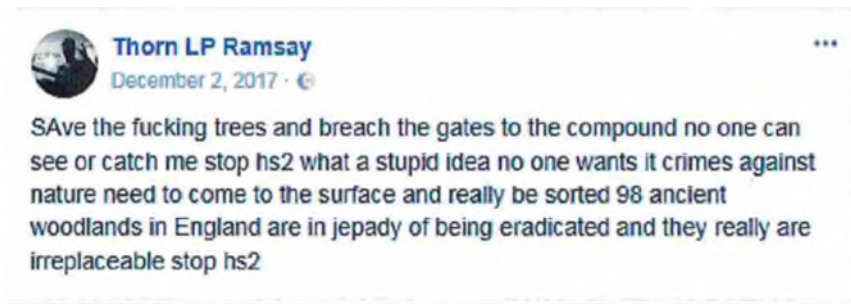 Thorn LP Ramsay
December 2, 2017 ·
SAve the fucking trees and breach the gates to the compound no one can
see or catch me stop hs2 what a stupid idea no one wants it crimes against
nature need to come to the surface and really be sorted 98 ancient
woodlands in England are in jepady of being eradicated and they really are
irreplaceable stop hs2